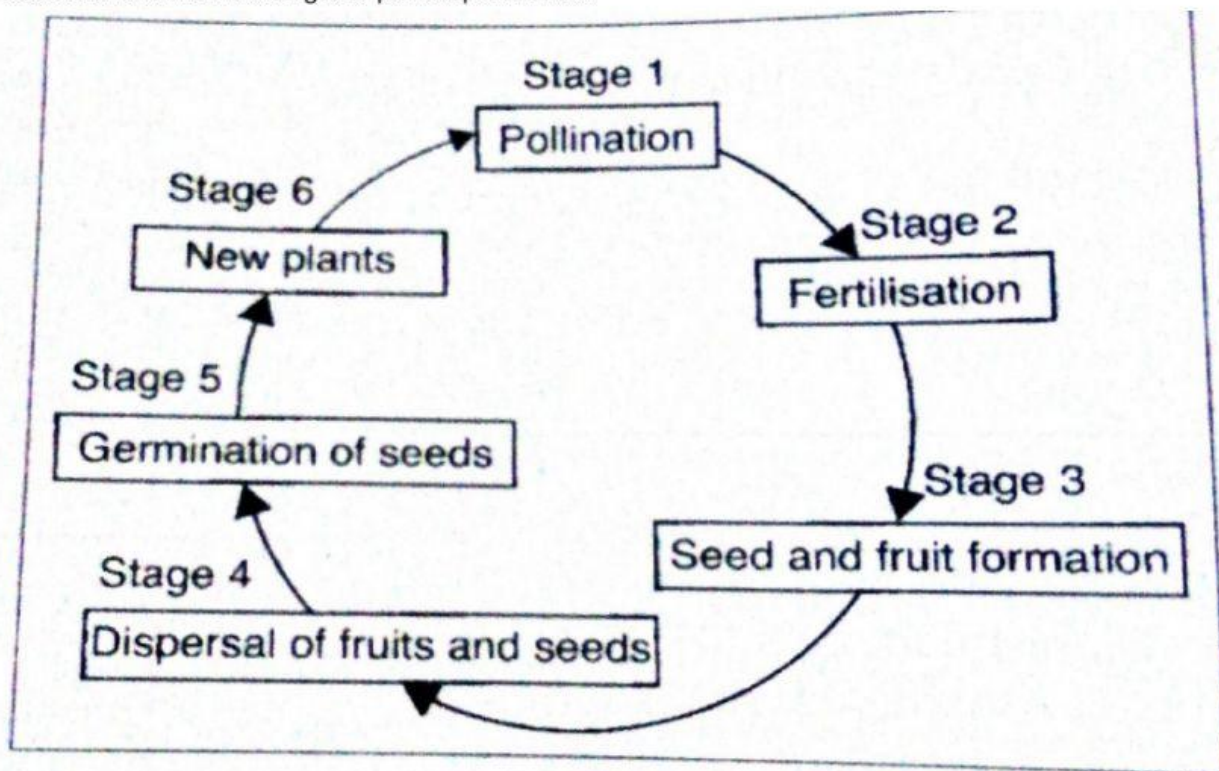 Stage 1
Pollination
Stage 2
Fertilisation
Stage 3
Seed and fruit formation
Stage 4
Dispersal of fruits and seeds
Stage 5
Germination of seeds
Stage 6
New plants